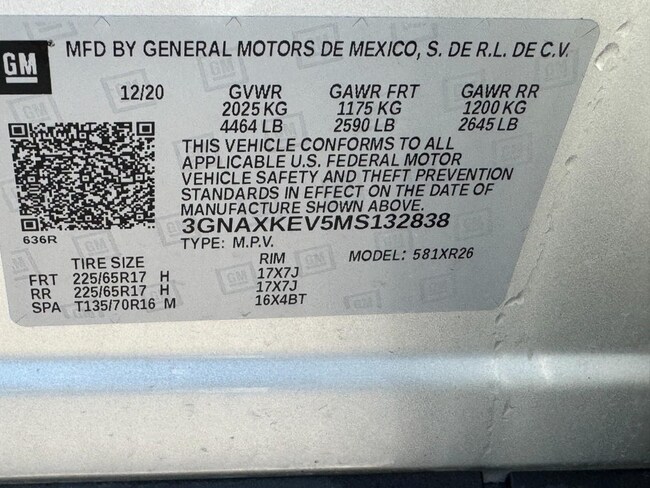 GM MFD BY GENERAL MOTORS DE MEXICO, S. DE R.L. DE C.V.
12/20 GVWR GAWR FRT GAWR RR
2025 KG 1175 KG 1200 KG
4464 LB 2590 LB 2645 LB
THIS VEHICLE CONFORMS TO ALL
APPLICABLE U.S. FEDERAL MOTOR
VEHICLE SAFETY AND THEFT PREVENTION
STANDARDS IN EFFECT ON THE DATE OF
MANUFACTURE SHOWN ABOVE.
3GNAXKEV5MS132838
636R
TYPE: M.P.V.
TIRE SIZE RIM MODEL: 581XR26
FRT 225/65R17 H 17X7J
RR 225/65R17 H 17X7J
SPA T135/70R16 M 16X4BT